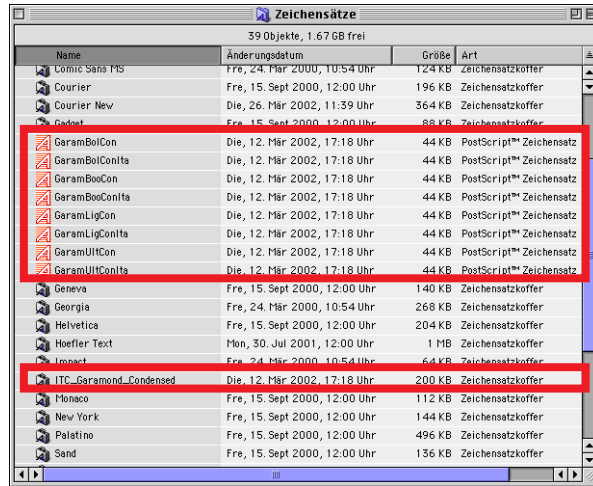 Zeichensätze
39 Objekte, 1.67 GB frei
Name Änderungsdatum Größe Art
Comic Sans MS Fre, 24. Mär 2000, 10:54 Uhr 124 KB Zeichensatzkoffer
Courier Fre, 15. Sept 2000, 12:00 Uhr 196 KB Zeichensatzkoffer
Courier New Die, 26. Mär 2002, 11:39 Uhr 364 KB Zeichensatzkoffer
Gadget Fre, 15. Sept 2000, 12:00 Uhr 88 KB Zeichensatzkoffer
GaramBolCon Die, 12. Mär 2002, 17:18 Uhr 44 KB PostScript™ Zeichensatz
GaramBolConIta Die, 12. Mär 2002, 17:18 Uhr 44 KB PostScript™ Zeichensatz
GaramBooCon Die, 12. Mär 2002, 17:18 Uhr 44 KB PostScript™ Zeichensatz
GaramBooConIta Die, 12. Mär 2002, 17:18 Uhr 44 KB PostScript™ Zeichensatz
GaramLigCon Die, 12. Mär 2002, 17:18 Uhr 44 KB PostScript™ Zeichensatz
GaramLigConIta Die, 12. Mär 2002, 17:18 Uhr 44 KB PostScript™ Zeichensatz
GaramUltCon Die, 12. Mär 2002, 17:18 Uhr 44 KB PostScript™ Zeichensatz
GaramUltConIta Die, 12. Mär 2002, 17:18 Uhr 44 KB PostScript™ Zeichensatz
Geneva Fre, 15. Sept 2000, 12:00 Uhr 140 KB Zeichensatzkoffer
Georgia Fre, 24. Mär 2000, 10:54 Uhr 268 KB Zeichensatzkoffer
Helvetica Fre, 15. Sept 2000, 12:00 Uhr 204 KB Zeichensatzkoffer
Hoefler Text Mon, 30. Jul 2001, 12:00 Uhr 1 MB Zeichensatzkoffer
Impact Fre, 24. Mär 2000, 10:54 Uhr 64 KB Zeichensatzkoffer
ITC_Garamond_Condensed Die, 12. Mär 2002, 17:18 Uhr 200 KB Zeichensatzkoffer
Monaco Fre, 15. Sept 2000, 12:00 Uhr 112 KB Zeichensatzkoffer
New York Fre, 15. Sept 2000, 12:00 Uhr 144 KB Zeichensatzkoffer
Palatino Fre, 15. Sept 2000, 12:00 Uhr 496 KB Zeichensatzkoffer
Sand Fre, 15. Sept 2000, 12:00 Uhr 136 KB Zeichensatzkoffer